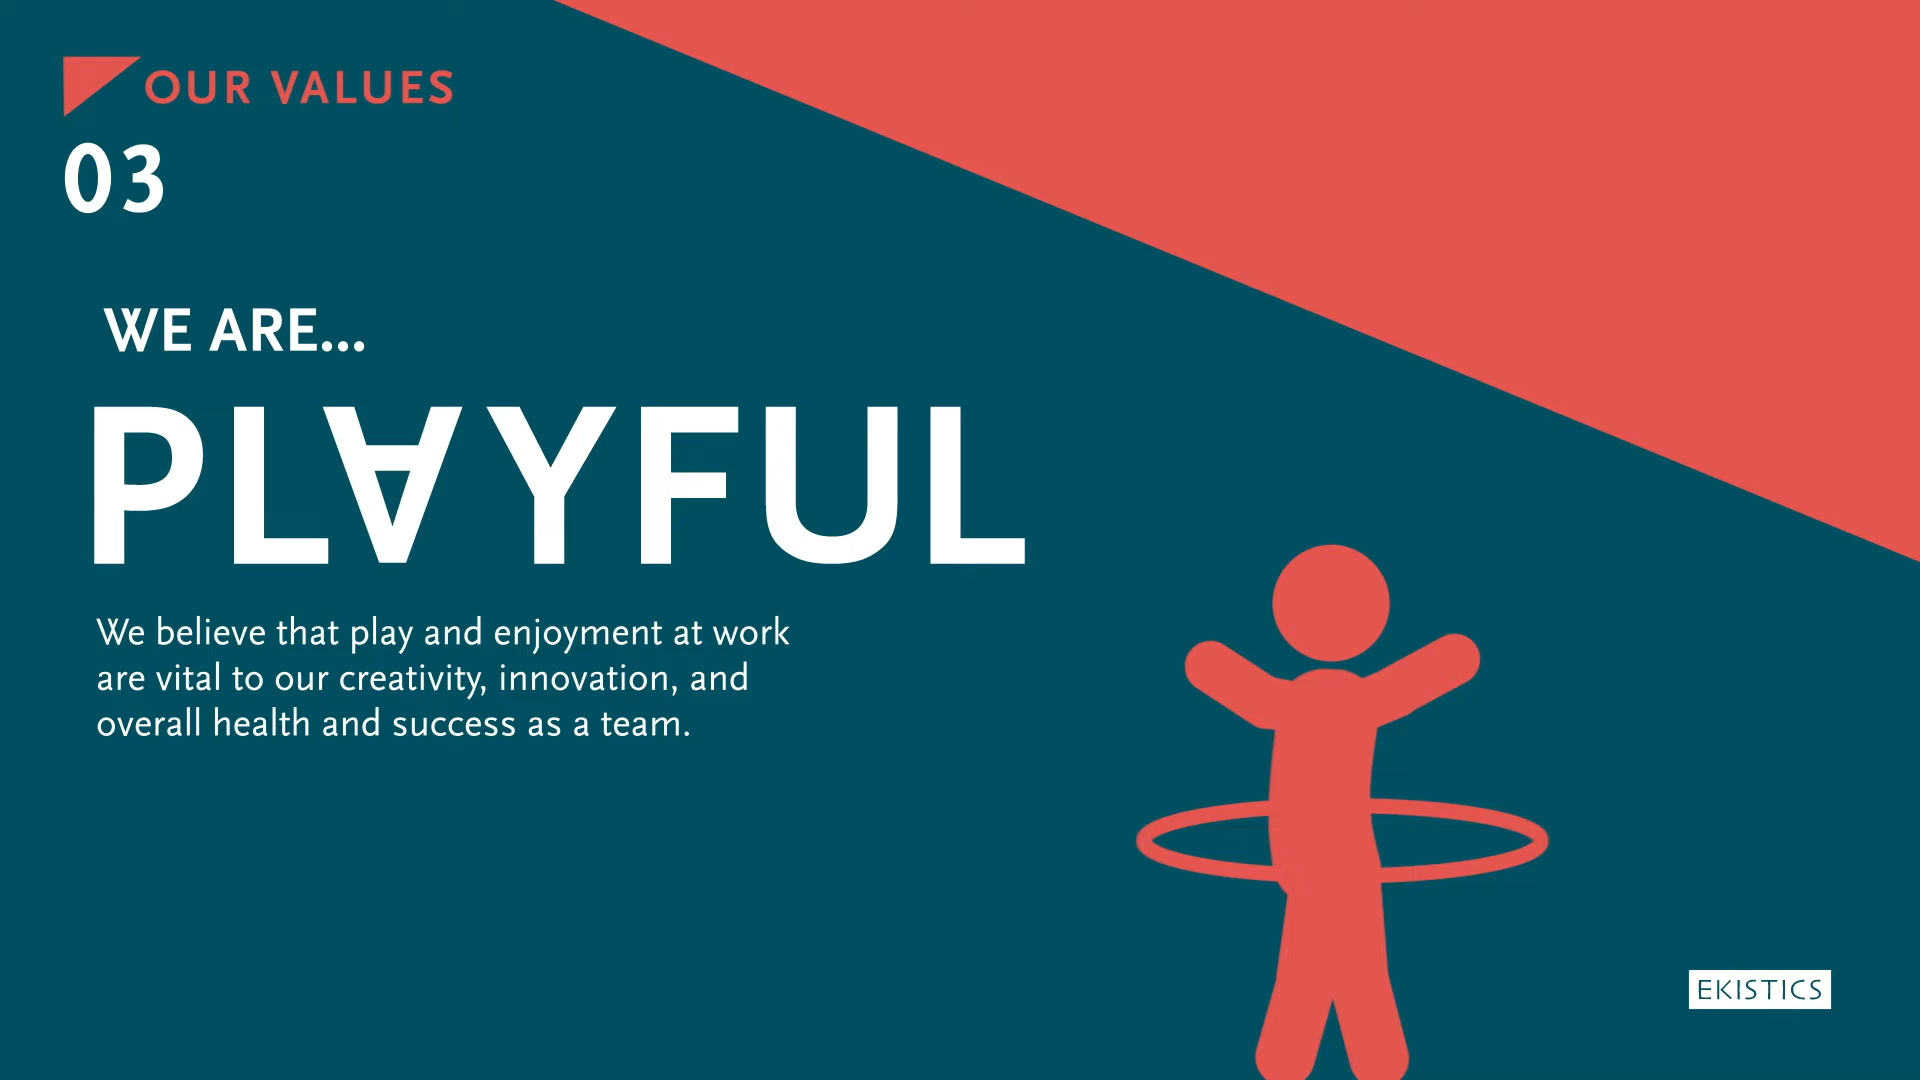 OUR VALUES
03
WE ARE...
PLAYFUL
We believe that play and enjoyment at work
are vital to our creativity, innovation, and
overall health and success as a team.
EKISTICS